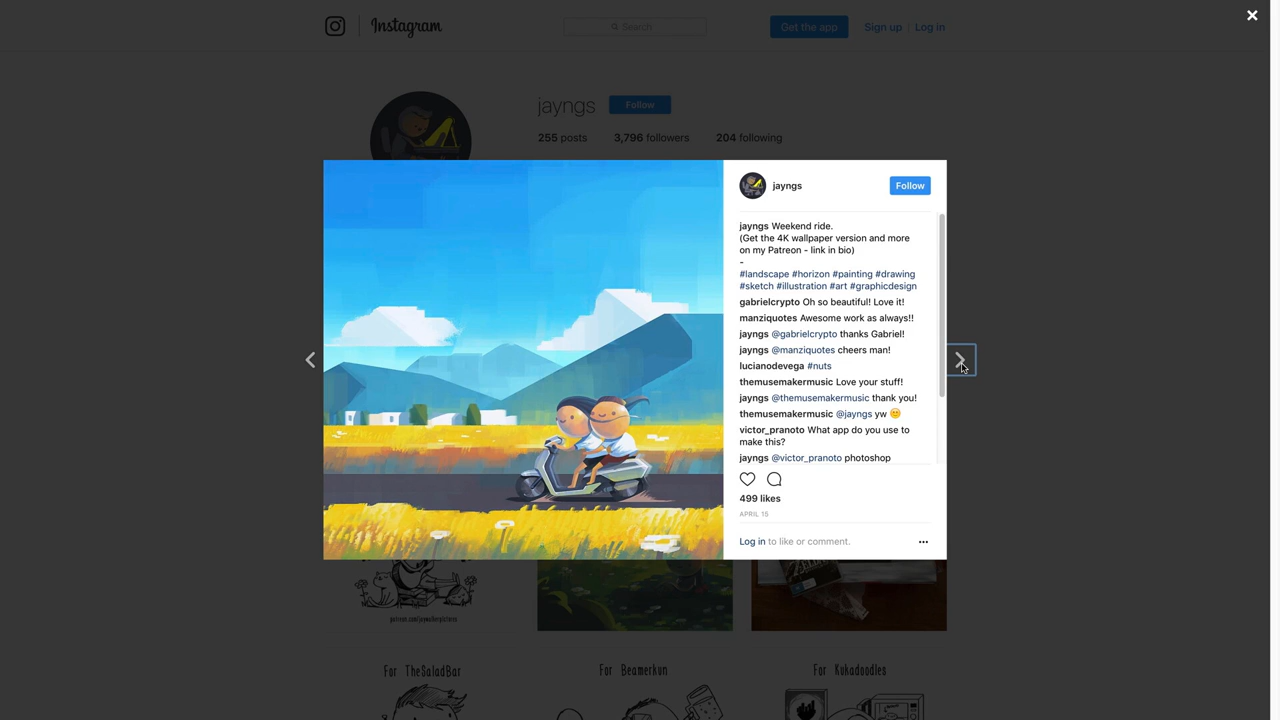 Instagram
Search
Get the app
Sign up | Log in
jayngs
Follow
255 posts
3,796 followers
204 following
jayngs
Follow
jayngs Weekend ride.
(Get the 4K wallpaper version and more
on my Patreon - link in bio)
-
#landscape #horizon #painting #drawing
#sketch #illustration #art #graphicdesign
gabrielcrypto Oh so beautiful! Love it!
manziquotes Awesome work as always!!
jayngs @gabrielcrypto thanks Gabriel!
jayngs @manziquotes cheers man!
lucianodevega #nuts
themusemakermusic Love your stuff!
jayngs @themusemakermusic thank you!
themusemakermusic @jayngs yw 🙂
victor_pranoto What app do you use to
make this?
jayngs @victor_pranoto photoshop
499 likes
APRIL 15
Log in to like or comment.
For TheSaladBar
For Beamerkun
For Kukadoodles